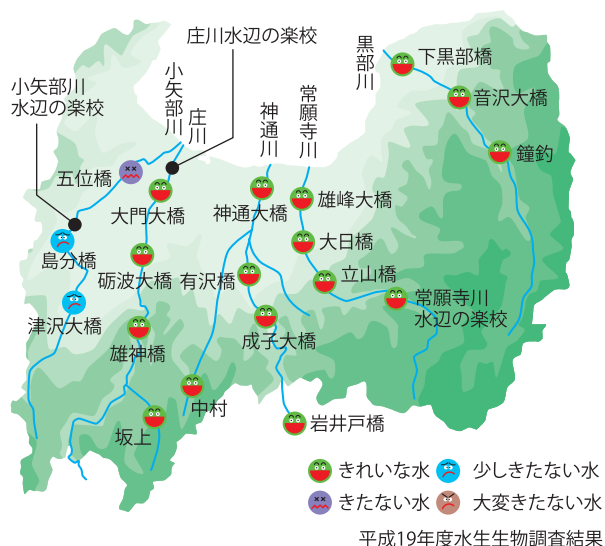 庄川水辺の楽校
小矢部川
水辺の楽校
小矢部川
庄川
神通川
常願寺川
黒部川
下黒部橋
音沢大橋
鐘釣
五位橋
大門大橋
神通大橋
雄峰大橋
島分橋
砺波大橋
有沢橋
大日橋
立山橋
津沢大橋
雄神橋
成子大橋
常願寺川
水辺の楽校
中村
坂上
岩井戸橋
きれいな水
少しきたない水
きたない水
大変きたない水
平成19年度水生生物調査結果